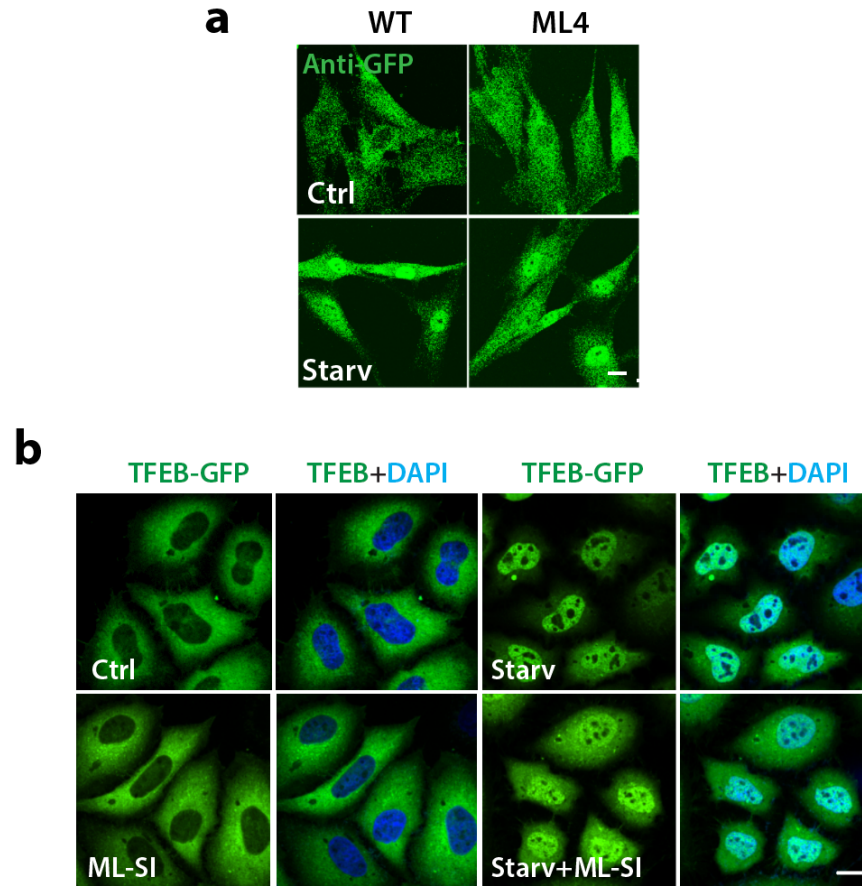 a
WT ML4
Anti-GFP
Ctrl
Starv
b
TFEB-GFP TFEB+DAPI TFEB-GFP TFEB+DAPI
Ctrl Starv
ML-SI Starv+ML-SI